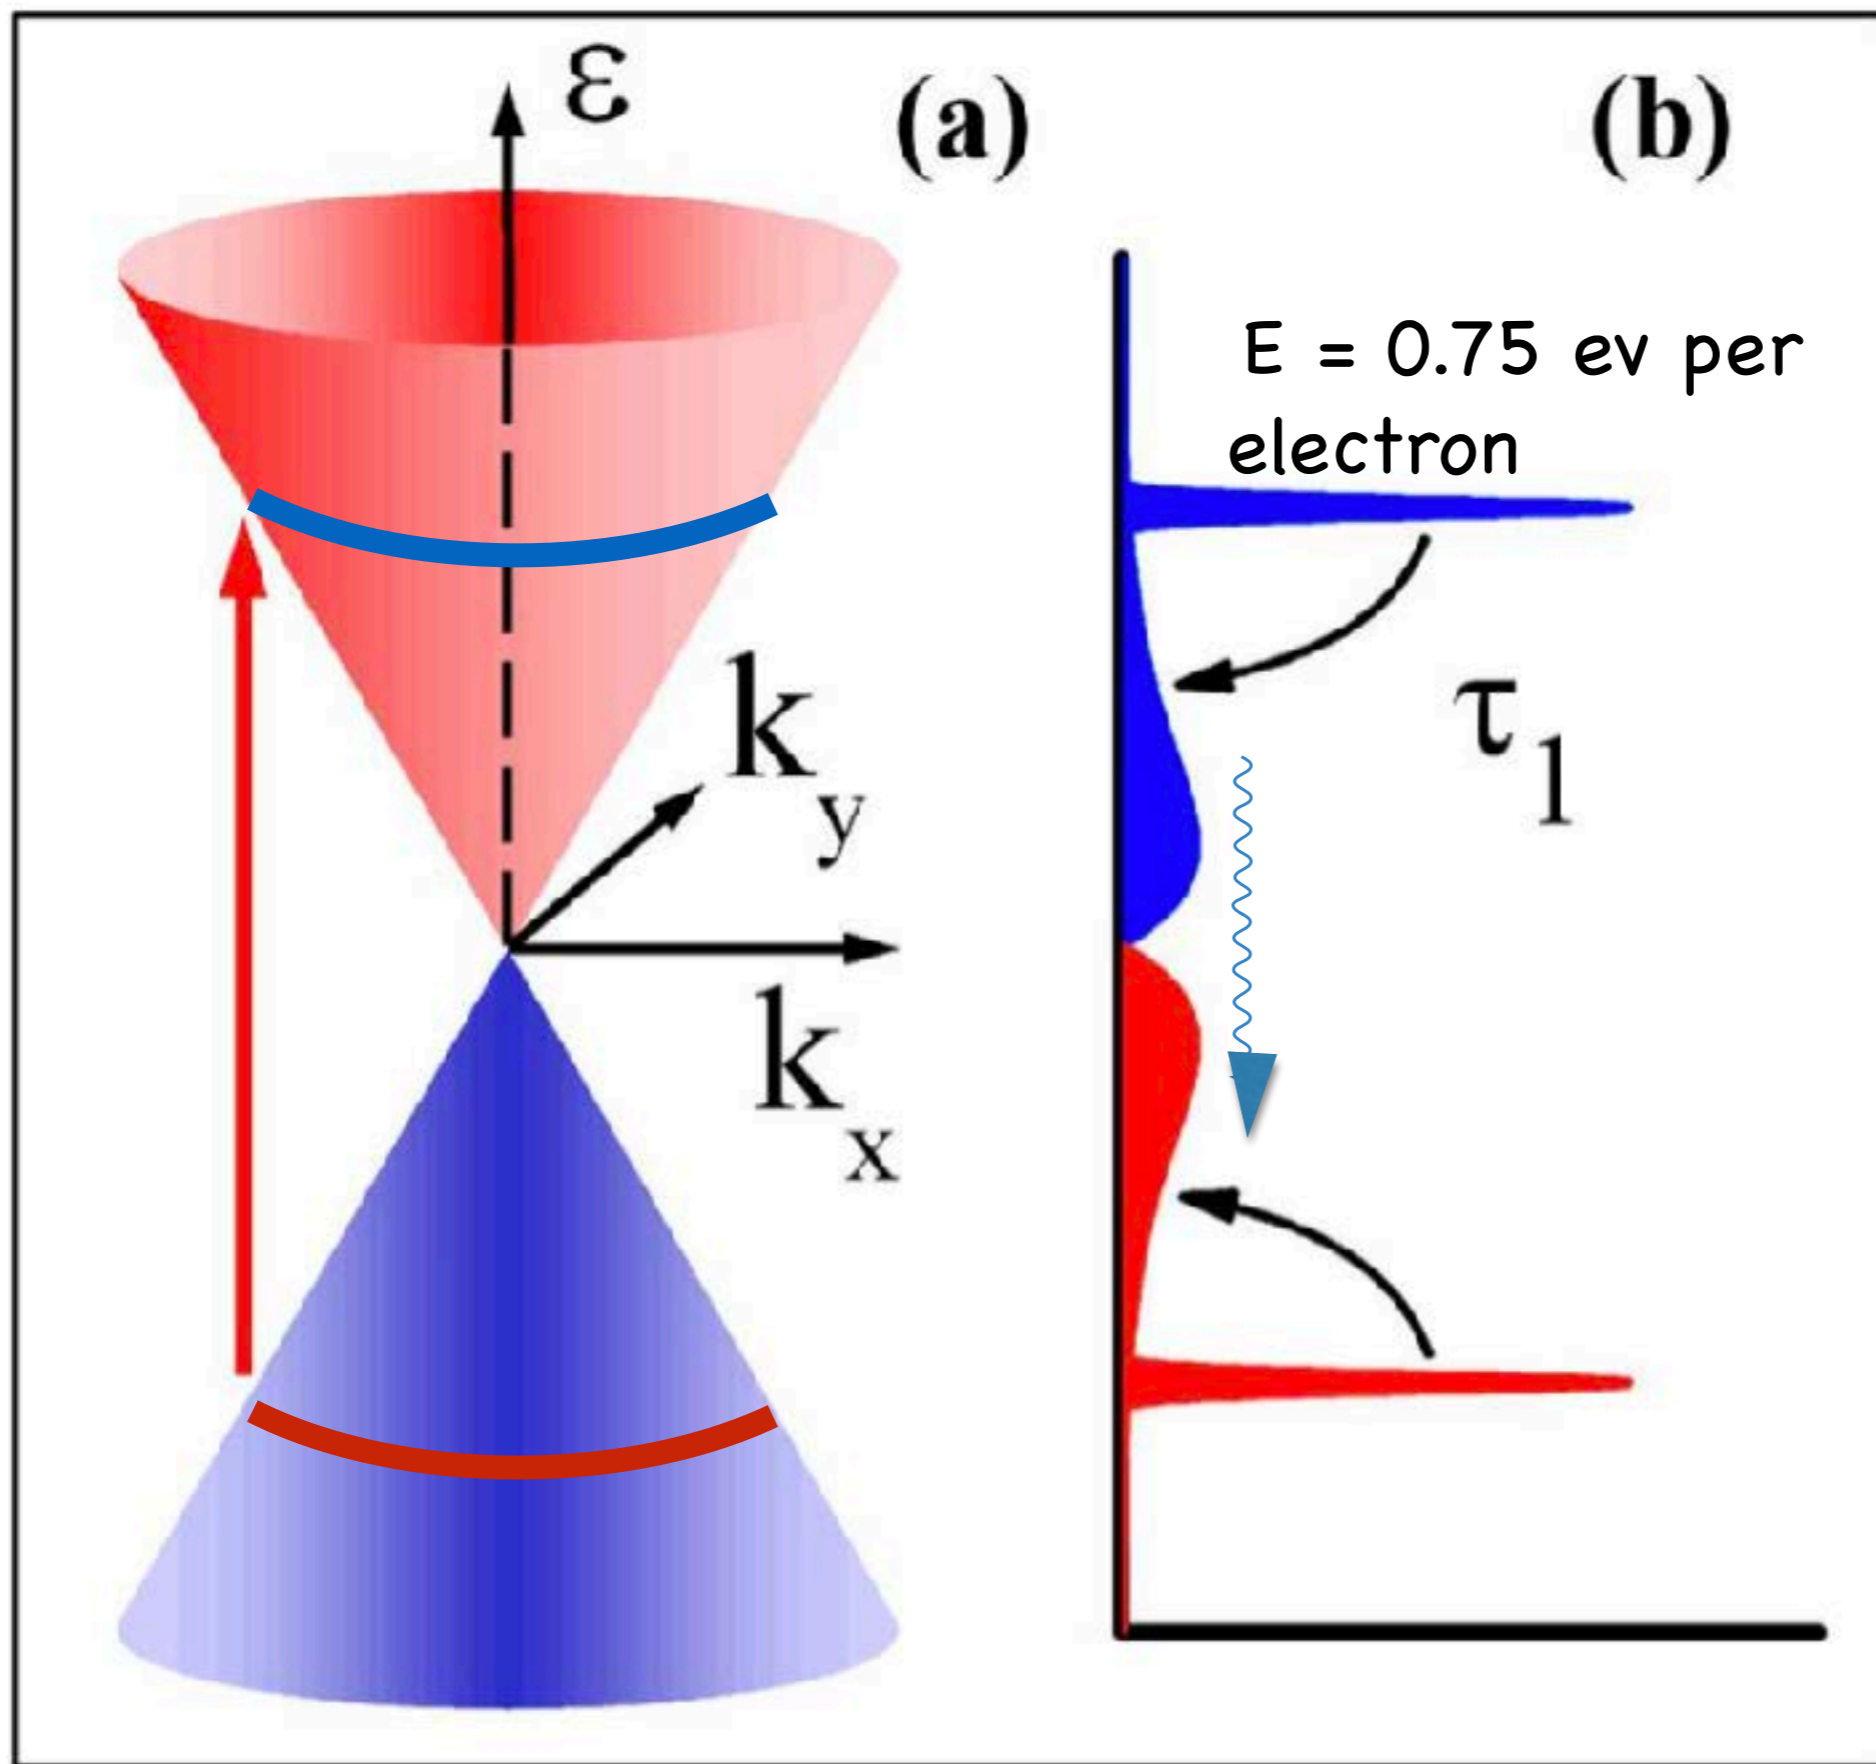 ε
(a)
(b)
E = 0.75 ev per
electron
k y
τ 1
k x